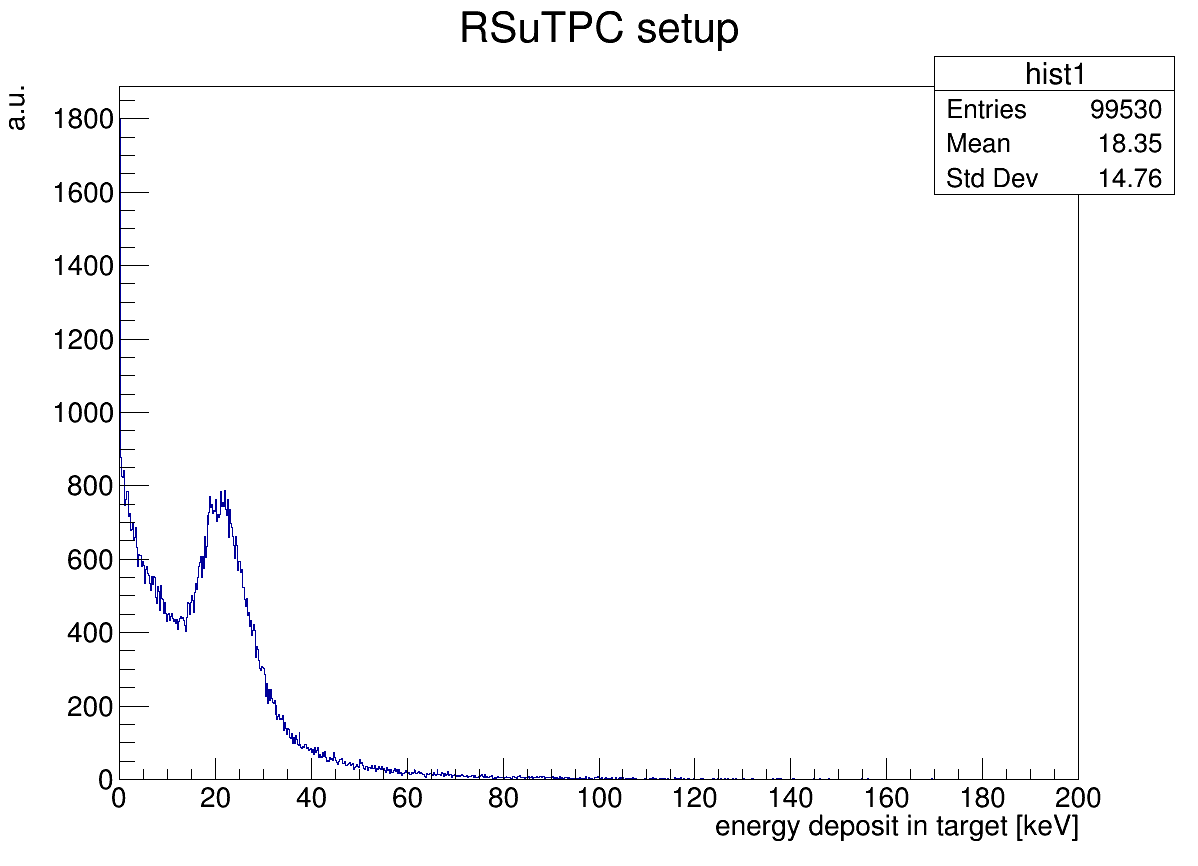 RSuTPC setup
a.u.
hist1
Entries 99530
Mean 18.35
Std Dev 14.76
1800
1600
1400
1200
1000
800
600
400
200
0
0 20 40 60 80 100 120 140 160 180 200
energy deposit in target [keV]